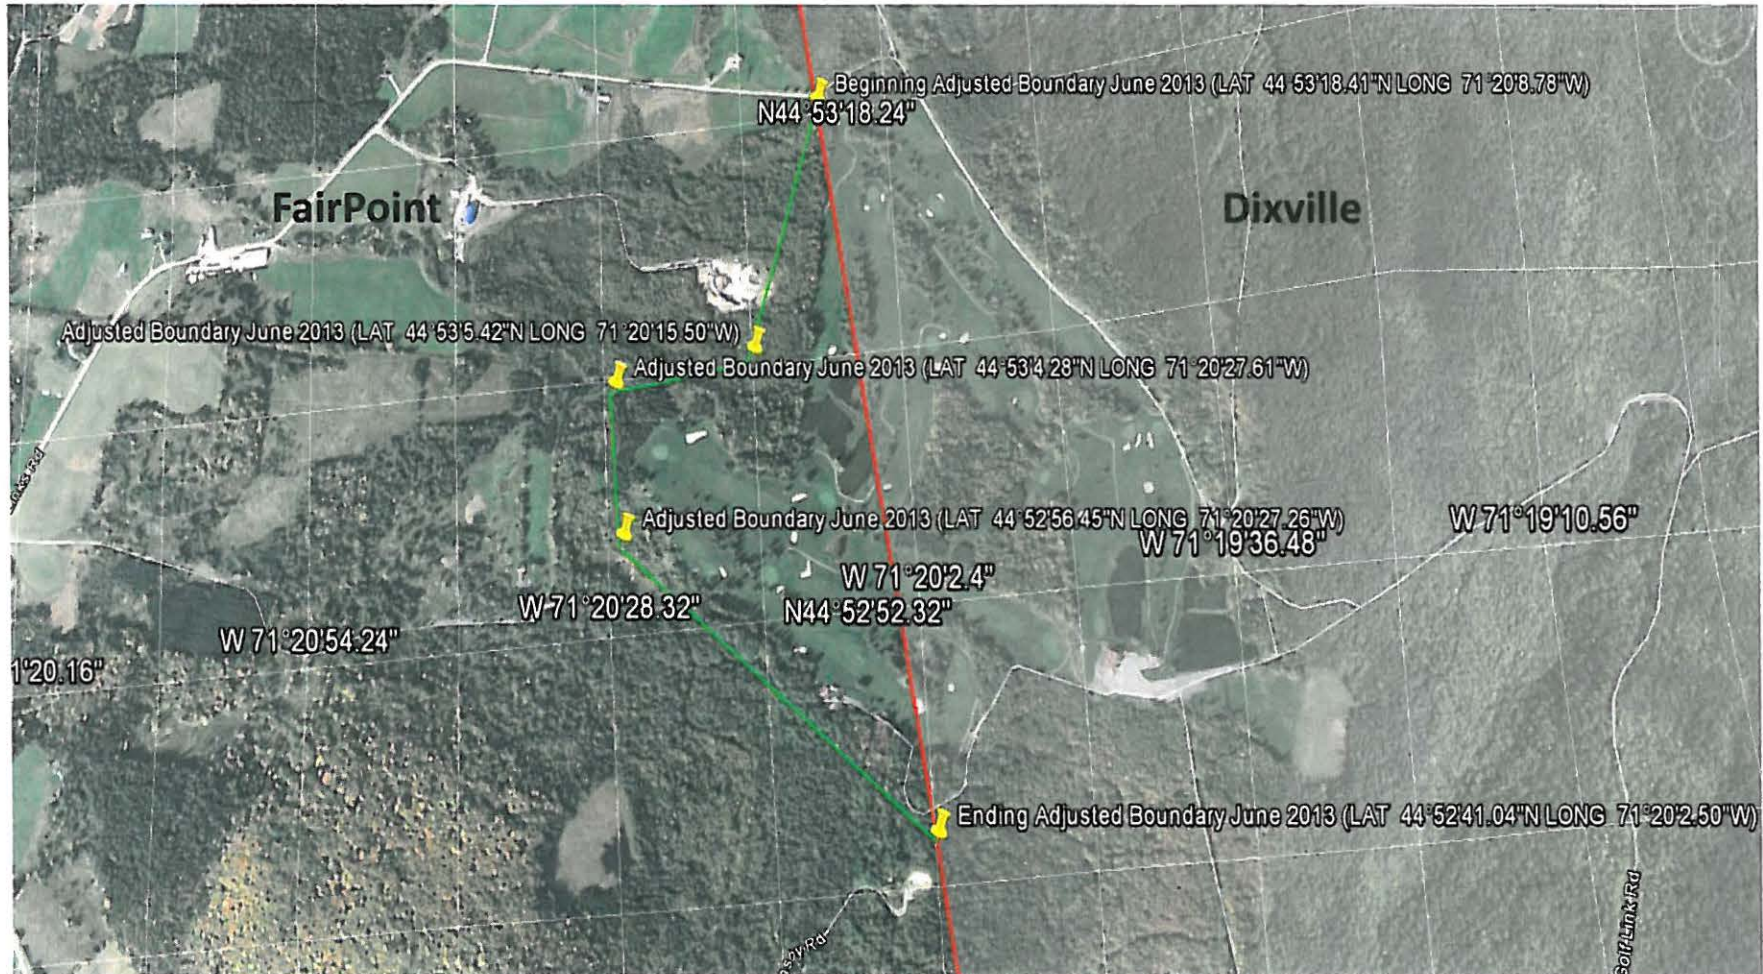 Beginning Adjusted Boundary June 2013 (LAT 44 53'18.41"N LONG 71 20'8.78"W)
N44°53'18.24"
FairPoint
Dixville
Adjusted Boundary June 2013 (LAT 44°53'5.42"N LONG 71°20'15.50"W)
Adjusted Boundary June 2013 (LAT 44°53'4.28"N LONG 71°20'27.61"W)
Adjusted Boundary June 2013 (LAT 44°52'56.45"N LONG 71°20'27.26"W)
W 71°19'10.56"
W 71°19'36.48"
W 71°20'2.4"
W 71°20'28.32"
N44°52'52.32"
W 71°20'54.24"
1'20.16"
Ending Adjusted Boundary June 2013 (LAT 44°52'41.04"N LONG 71°20'2.50"W)
Rd
Rd
Golf Link Rd